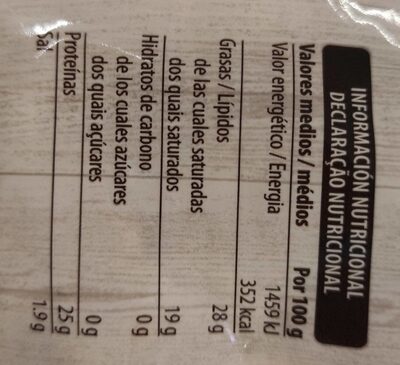 INFORMACIÓN NUTRICIONAL
DECLARAÇÃO NUTRICIONAL
Valores medios / médios Por 100 g
Valor energético / Energia 1459 kJ
352 kcal
Grasas / Lípidos 28 g
de las cuales saturadas
dos quais saturados 19 g
Hidratos de carbono 0 g
de los cuales azúcares
dos quais açúcares 0 g
Proteínas 25 g
Sal 1.9 g